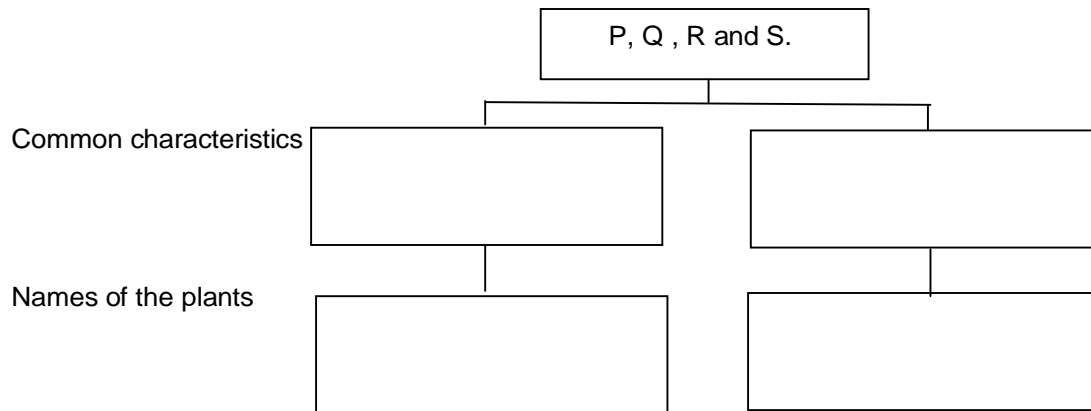 P, Q , R and S.
Common characteristics
Names of the plants